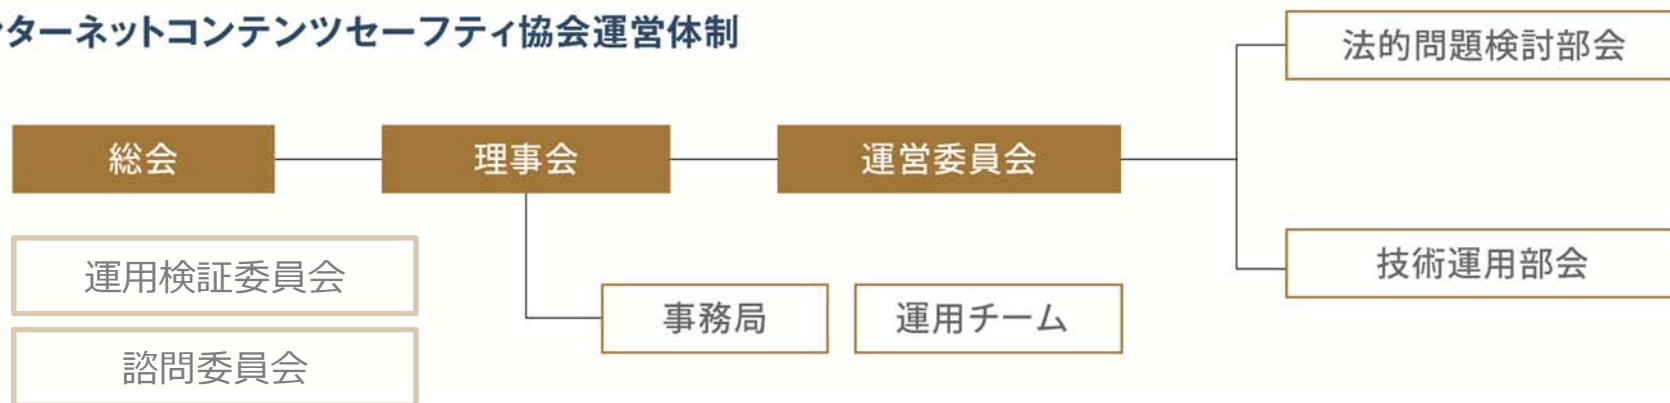 ターネットコンテンツセーフティ協会運営体制
法的問題検討部会
総会
理事会
運営委員会
運用検証委員会
技術運用部会
事務局
運用チーム
諮問委員会